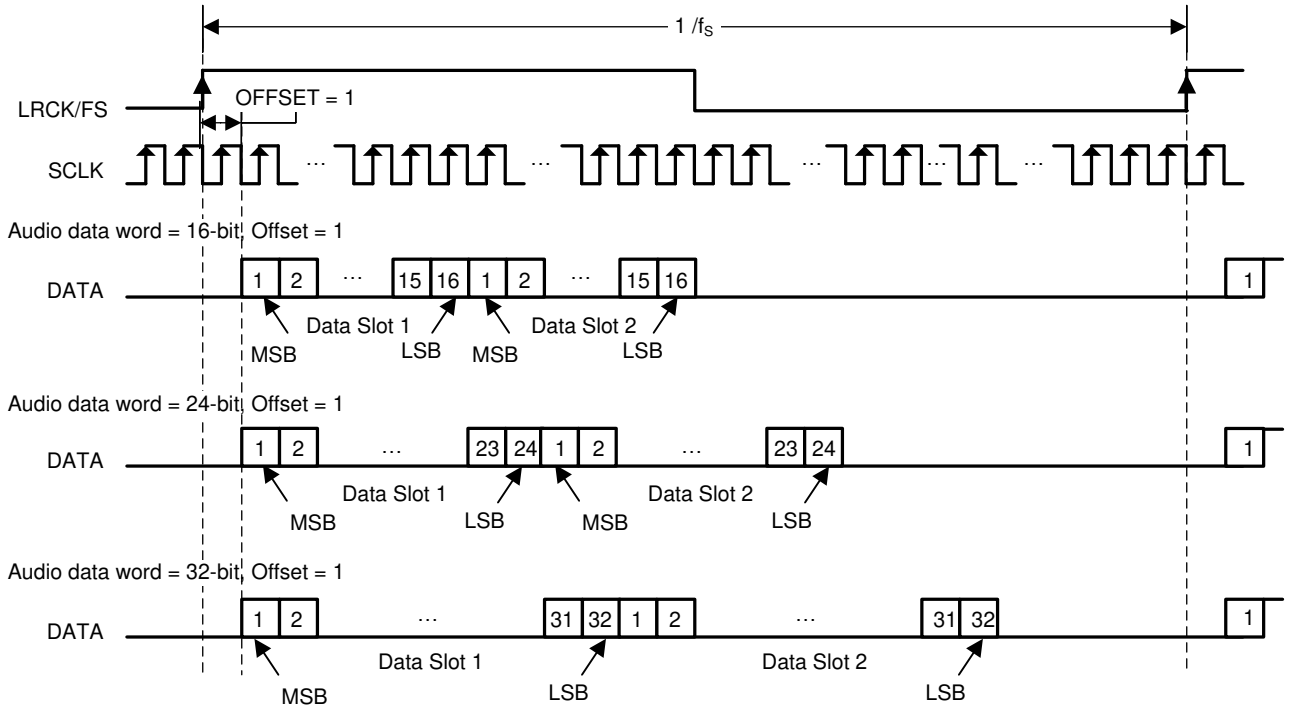 1 /fS
LRCK/FS
OFFSET = 1
SCLK
… … … … …
Audio data word = 16-bit, Offset = 1
DATA 1 2 … 15 16 1 2 … 15 16 1
Data Slot 1 Data Slot 2
MSB LSB MSB LSB
Audio data word = 24-bit, Offset = 1
DATA 1 2 … 23 24 1 2 … 23 24 1
Data Slot 1 Data Slot 2
MSB LSB MSB LSB
Audio data word = 32-bit, Offset = 1
DATA 1 2 … 31 32 1 2 … 31 32 1
Data Slot 1 Data Slot 2
MSB LSB LSB